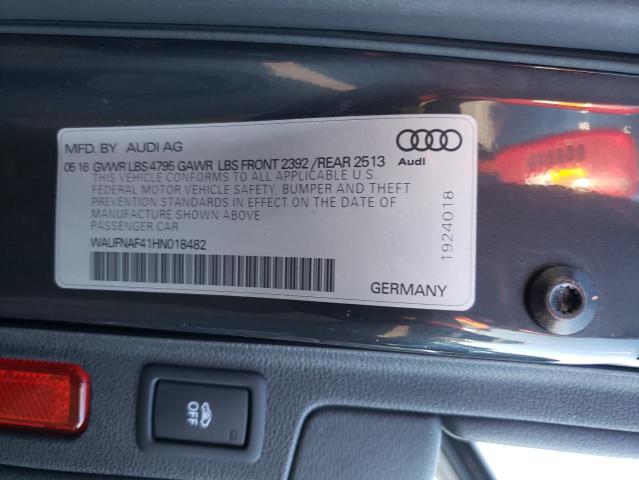 MFD. BY AUDI AG
05 16 GVWR LBS 4795 GAWR LBS FRONT 2392 /REAR 2513
Audi
THIS VEHICLE CONFORMS TO ALL APPLICABLE U.S.
FEDERAL MOTOR VEHICLE SAFETY, BUMPER AND THEFT
PREVENTION STANDARDS IN EFFECT ON THE DATE OF
MANUFACTURE SHOWN ABOVE
PASSENGER CAR
WAUFNAF41HN018482
1924018
GERMANY
OFF